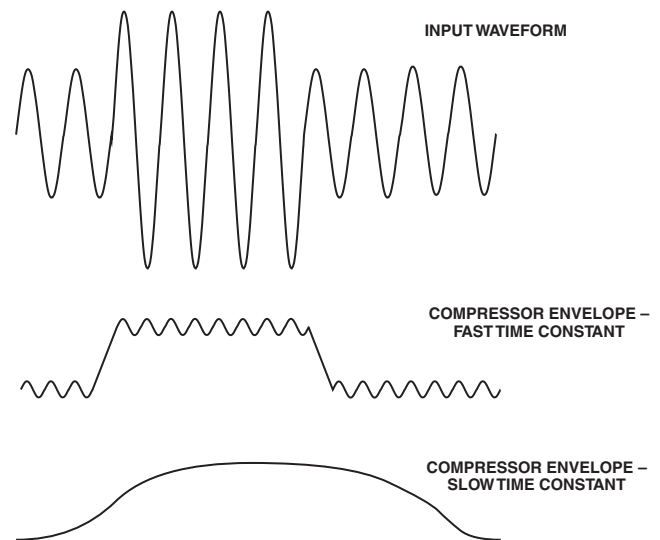 INPUT WAVEFORM
COMPRESSOR ENVELOPE –
FAST TIME CONSTANT
COMPRESSOR ENVELOPE –
SLOW TIME CONSTANT